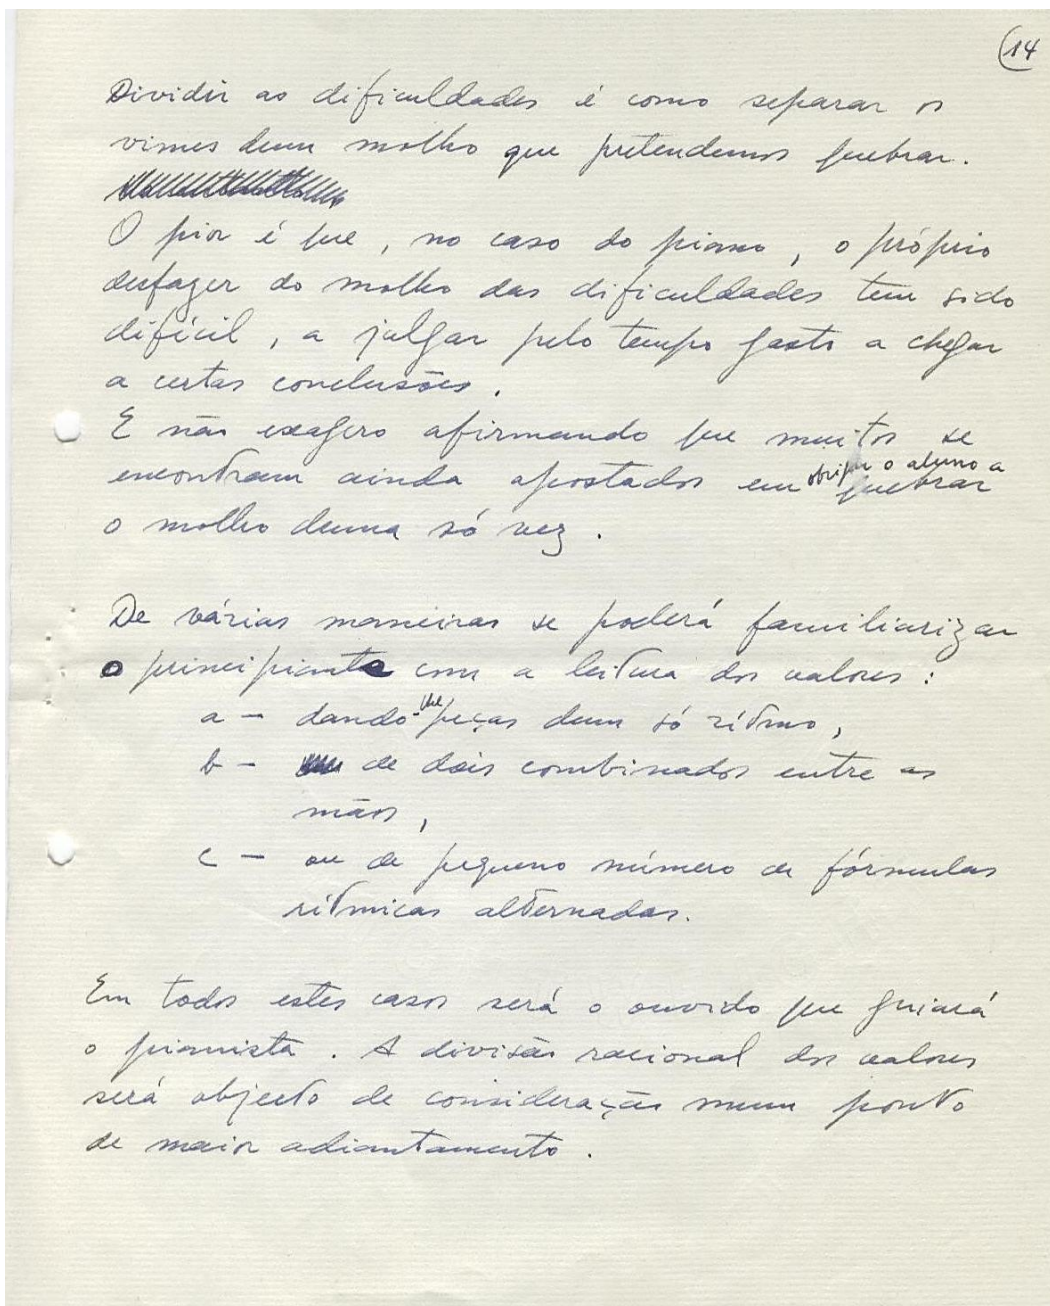 14
Dividir as dificuldades é como separar os
vimes dum molho que pretendemos quebrar.
O pior é que, no caso do piano, o próprio
desfazer do molho das dificuldades tem sido
difícil, a julgar pelo tempo gasto a chegar
a certas conclusões.
E não exagero afirmando que muitos se
encontram ainda apostados em obrigar o aluno a quebrar
o molho duma só vez.
De várias maneiras se poderá familiarizar
o principiante com a leitura dos valores:
a – dando-lhe peças dum só rítmo,
b – de dois combinados entre as
mãos,
c – ou de pequeno número de fórmulas
rítmicas alternadas.
Em todos estes casos será o ouvido que guiará
o pianista. A divisão racional dos valores
será objecto de consideração num ponto
de maior adiantamento.